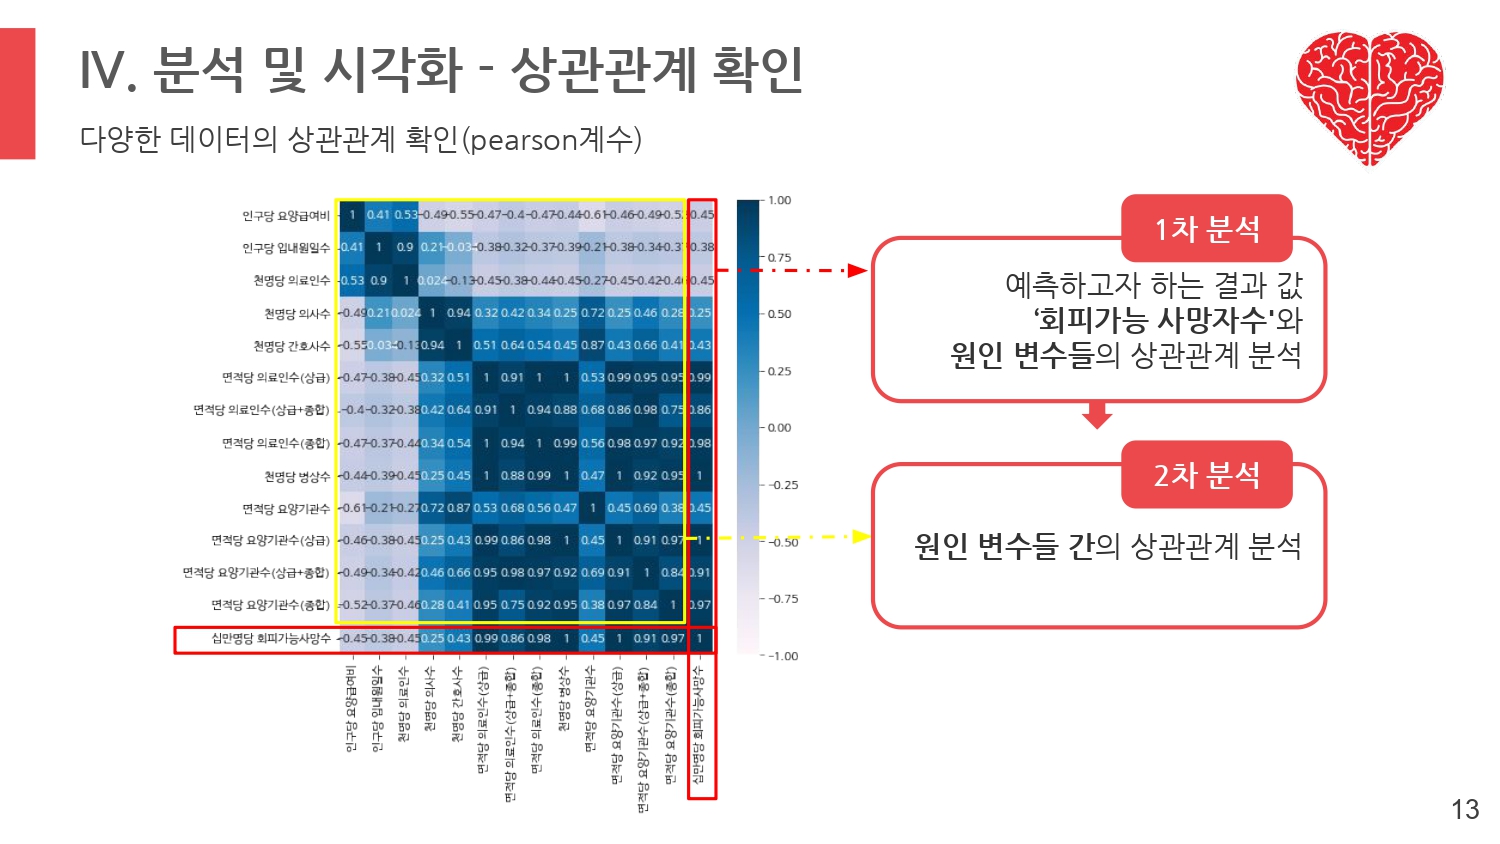 IV. 분석 및 시각화 - 상관관계 확인
다양한 데이터의 상관관계 확인(pearson계수)
인구당 요양급여비 1 0.41 0.53 -0.49 -0.55 -0.47 -0.4 -0.47 -0.44 -0.61 -0.46 -0.49 -0.52 -0.45
인구당 입내원일수 0.41 1 0.9 0.21 -0.034 -0.38 -0.32 -0.37 -0.39 -0.21 -0.38 -0.34 -0.37 -0.38
천명당 의료인수 0.53 0.9 1 0.024 -0.13 -0.45 -0.38 -0.44 -0.45 -0.27 -0.45 -0.42 -0.46 -0.45
천명당 의사수 -0.49 0.21 0.024 1 0.94 0.32 0.42 0.34 0.25 0.72 0.25 0.46 0.28 0.25
천명당 간호사수 -0.55 -0.034 -0.13 0.94 1 0.51 0.64 0.54 0.45 0.87 0.43 0.66 0.41 0.43
면적당 의료인수(상급) -0.47 -0.38 -0.45 0.32 0.51 1 0.91 1 1 0.53 0.99 0.95 0.95 0.99
면적당 의료인수(상급+종합) -0.4 -0.32 -0.38 0.42 0.64 0.91 1 0.94 0.88 0.68 0.86 0.98 0.75 0.86
면적당 의료인수(종합) -0.47 -0.37 -0.44 0.34 0.54 1 0.94 1 0.99 0.56 0.98 0.97 0.92 0.98
천명당 병상수 -0.44 -0.39 -0.45 0.25 0.45 1 0.88 0.99 1 0.47 1 0.92 0.95 1
면적당 요양기관수 -0.61 -0.21 -0.27 0.72 0.87 0.53 0.68 0.56 0.47 1 0.45 0.69 0.38 0.45
면적당 요양기관수(상급) -0.46 -0.38 -0.45 0.25 0.43 0.99 0.86 0.98 1 0.45 1 0.91 0.97 1
면적당 요양기관수(상급+종합) -0.49 -0.34 -0.42 0.46 0.66 0.95 0.98 0.97 0.92 0.69 0.91 1 0.84 0.91
면적당 요양기관수(종합) -0.52 -0.37 -0.46 0.28 0.41 0.95 0.75 0.92 0.95 0.38 0.97 0.84 1 0.97
십만명당 회피가능사망수 -0.45 -0.38 -0.45 0.25 0.43 0.99 0.86 0.98 1 0.45 1 0.91 0.97 1
인구당 요양급여비
인구당 입내원일수
천명당 의료인수
천명당 의사수
천명당 간호사수
면적당 의료인수(상급)
면적당 의료인수(상급+종합)
면적당 의료인수(종합)
천명당 병상수
면적당 요양기관수
면적당 요양기관수(상급)
면적당 요양기관수(상급+종합)
면적당 요양기관수(종합)
십만명당 회피가능사망수
1.00
0.75
0.50
0.25
0.00
-0.25
-0.50
-0.75
-1.00
1차 분석
예측하고자 하는 결과 값
‘회피가능 사망자수'와
원인 변수들의 상관관계 분석
2차 분석
원인 변수들 간의 상관관계 분석
13